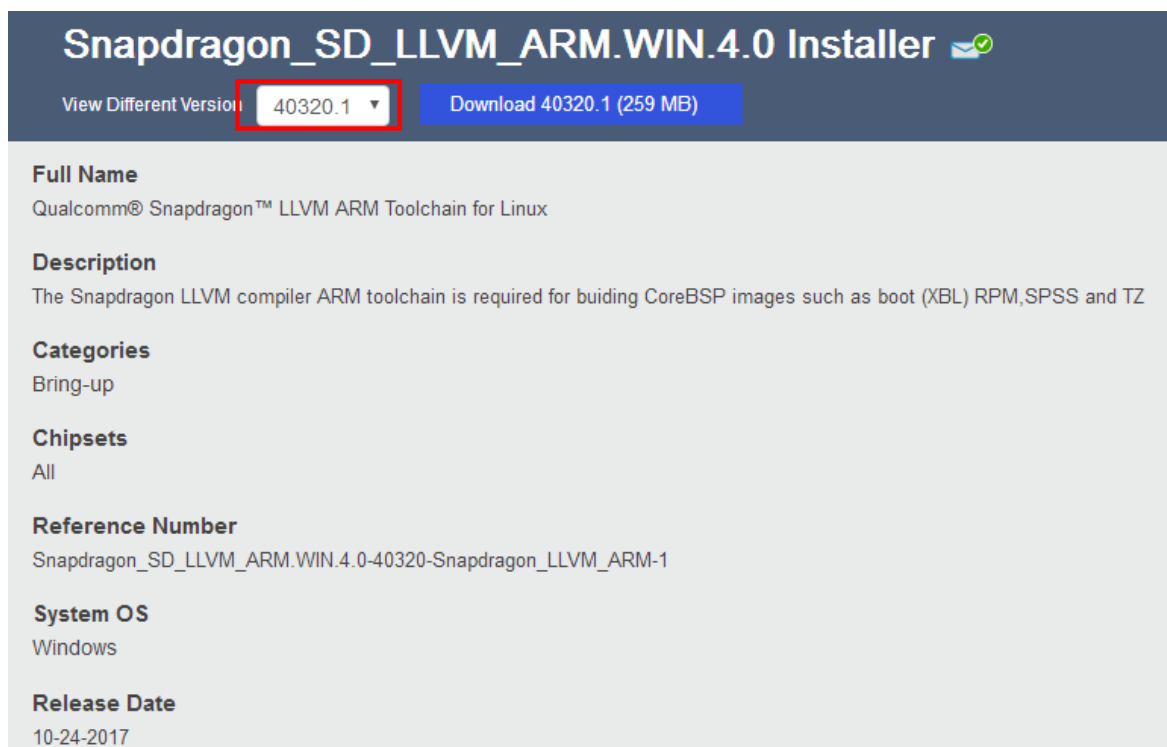 Snapdragon_SD_LLVM_ARM.WIN.4.0 Installer
View Different Version 40320.1 Download 40320.1 (259 MB)
Full Name
Qualcomm® Snapdragon™ LLVM ARM Toolchain for Linux
Description
The Snapdragon LLVM compiler ARM toolchain is required for buiding CoreBSP images such as boot (XBL) RPM,SPSS and TZ
Categories
Bring-up
Chipsets
All
Reference Number
Snapdragon_SD_LLVM_ARM.WIN.4.0-40320-Snapdragon_LLVM_ARM-1
System OS
Windows
Release Date
10-24-2017